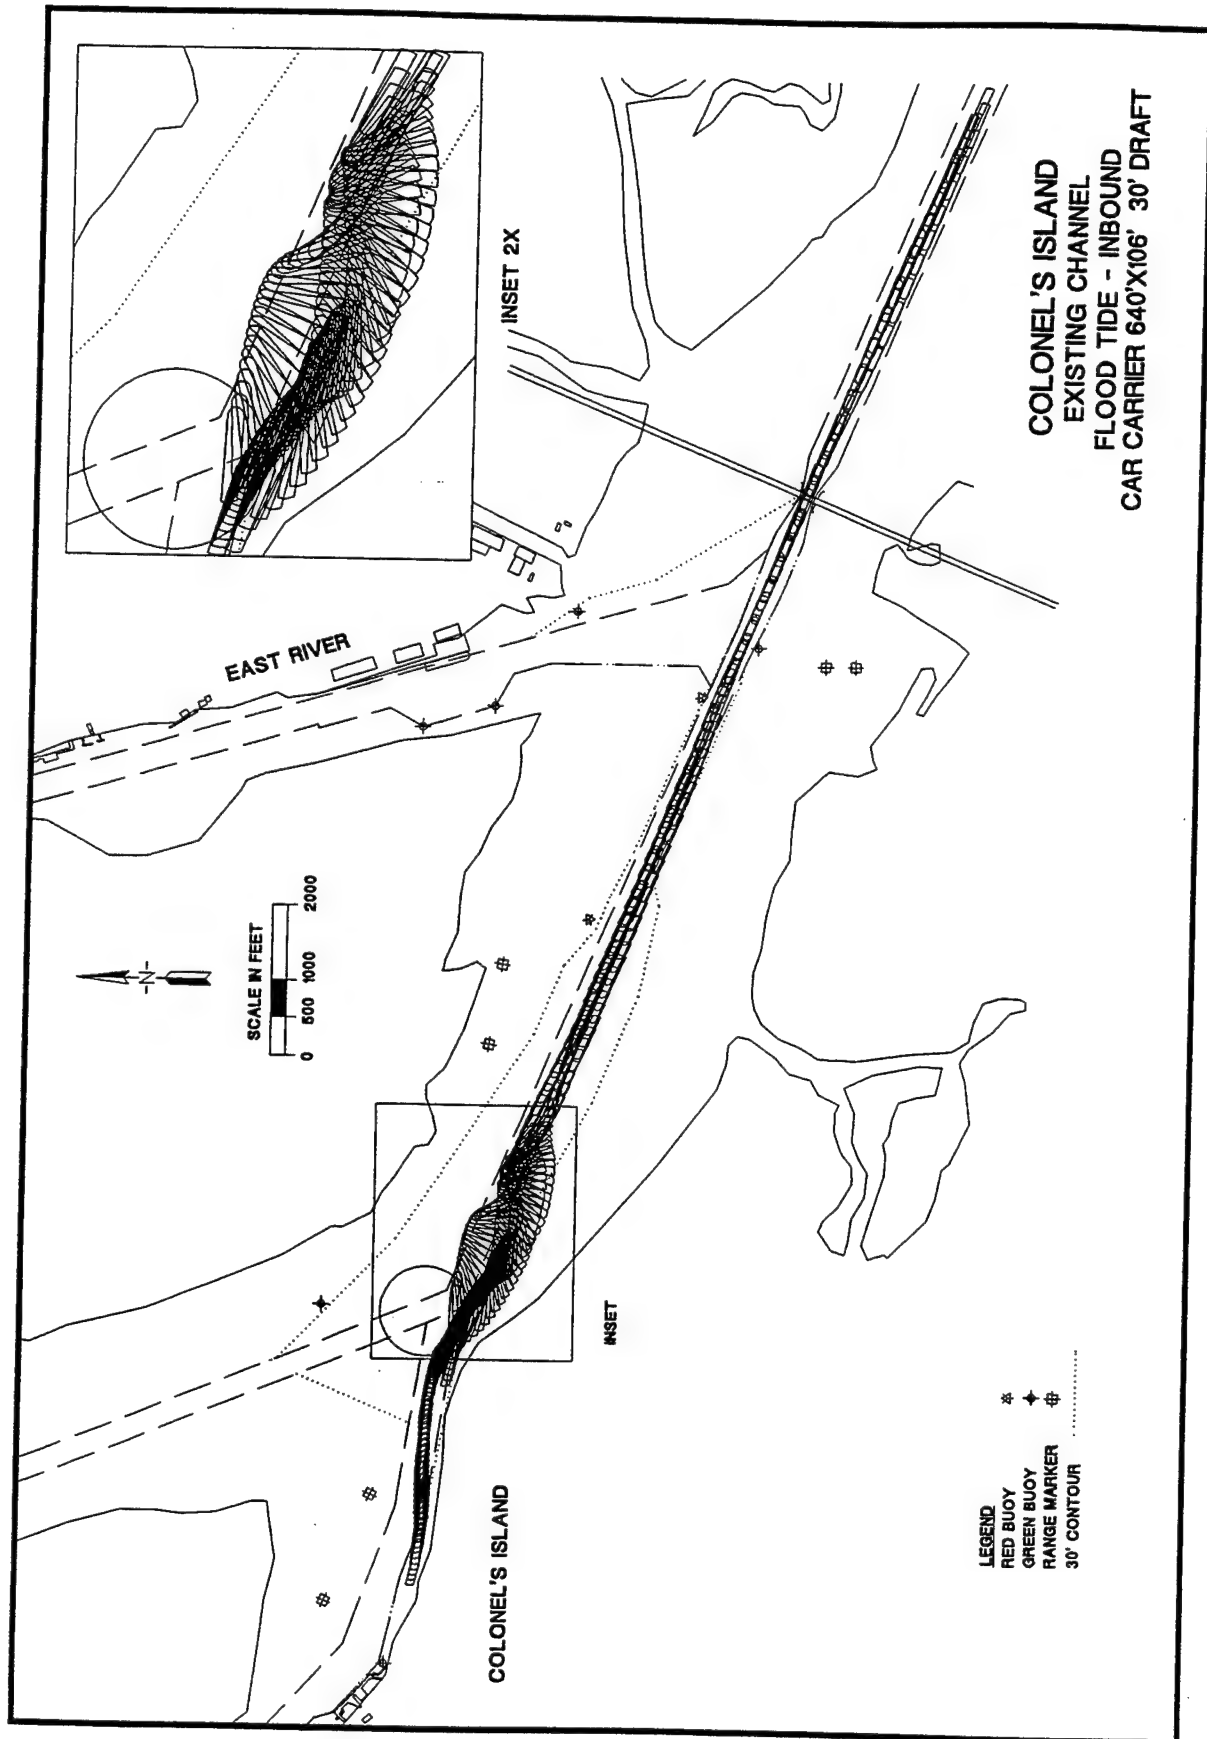 INSET 2X
COLONEL'S ISLAND
EXISTING CHANNEL
FLOOD TIDE - INBOUND
CAR CARRIER 640'X106' 30' DRAFT
EAST RIVER
-N-
SCALE IN FEET
0 500 1000 2000
INSET
COLONEL'S ISLAND
LEGEND
RED BUOY
GREEN BUOY
RANGE MARKER
30' CONTOUR